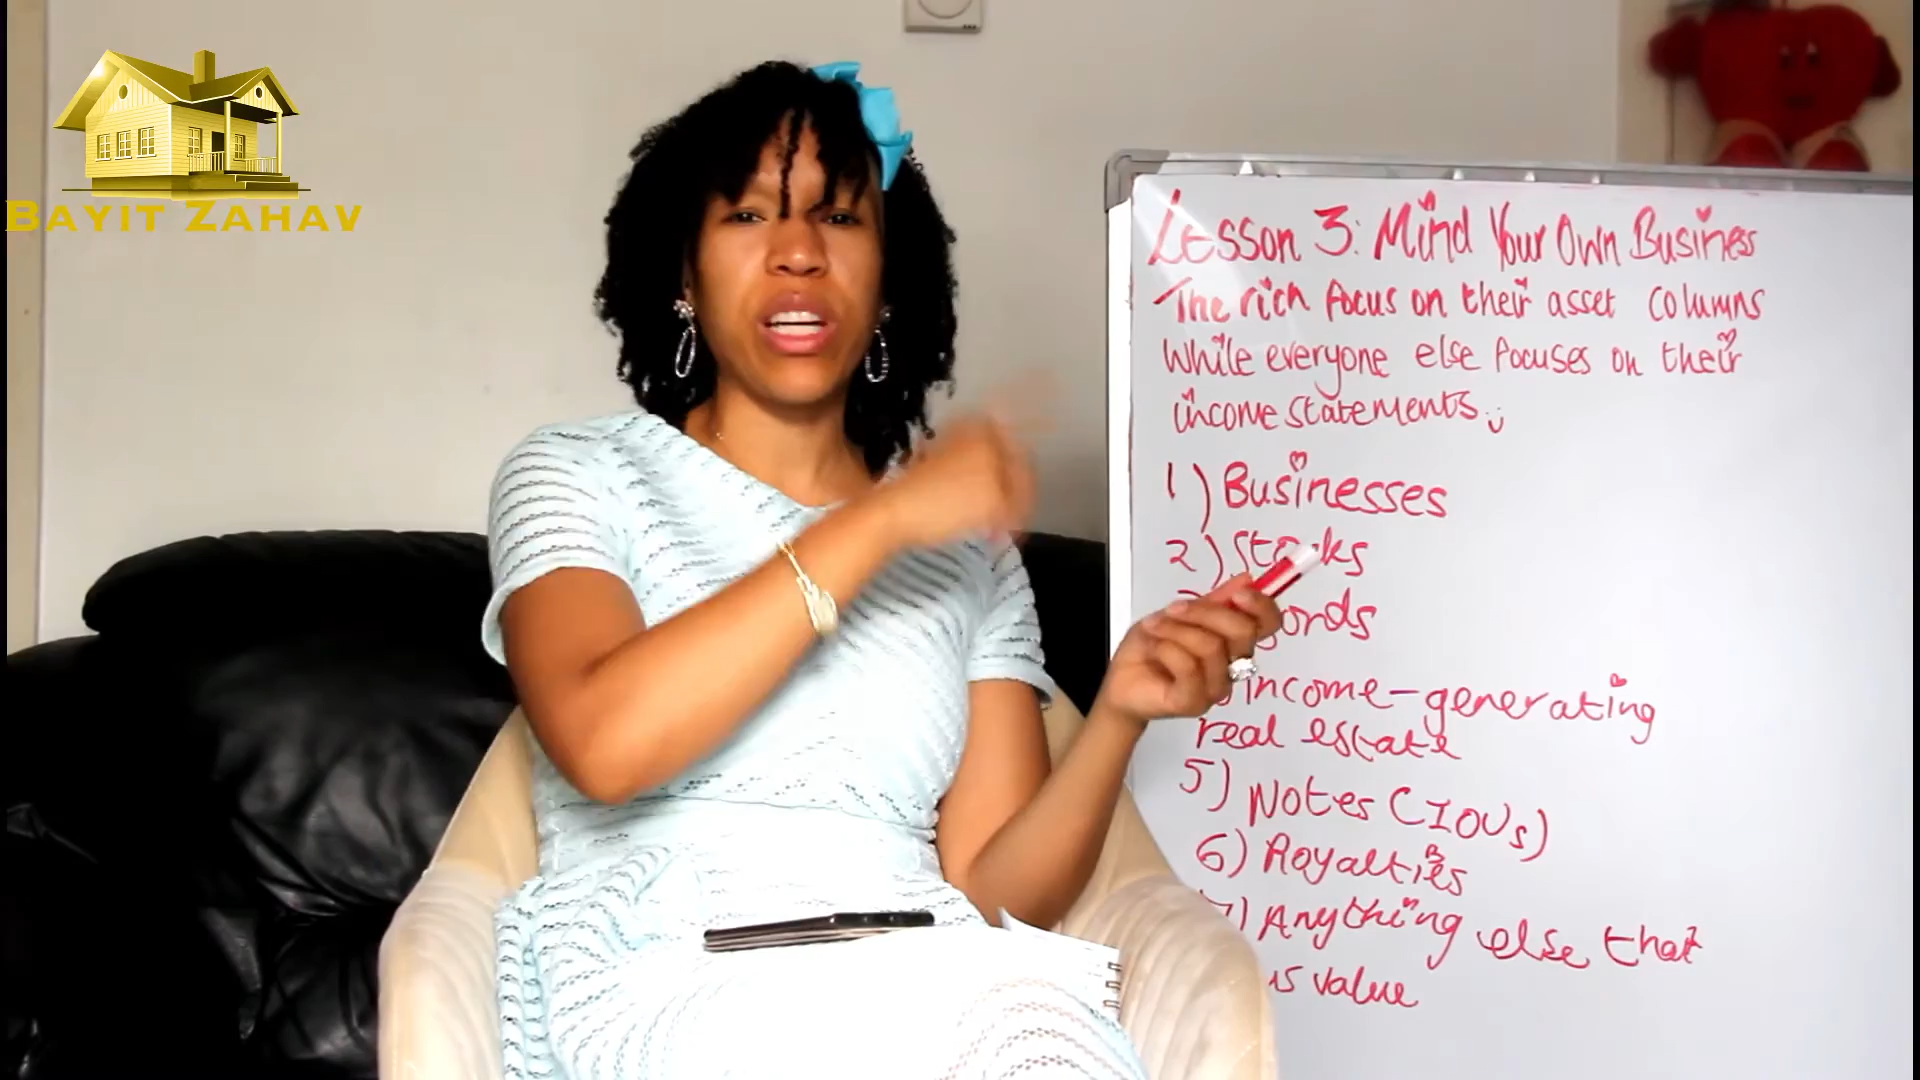 BAYIT ZAHAV
Lesson 3: Mind Your Own Business
The rich focus on their asset columns
While everyone else focuses on their
income statements
1) Businesses
2) Stocks
income-generating
real estate
5) Notes (IOUs)
6) Royalties
7) Anything else that
value